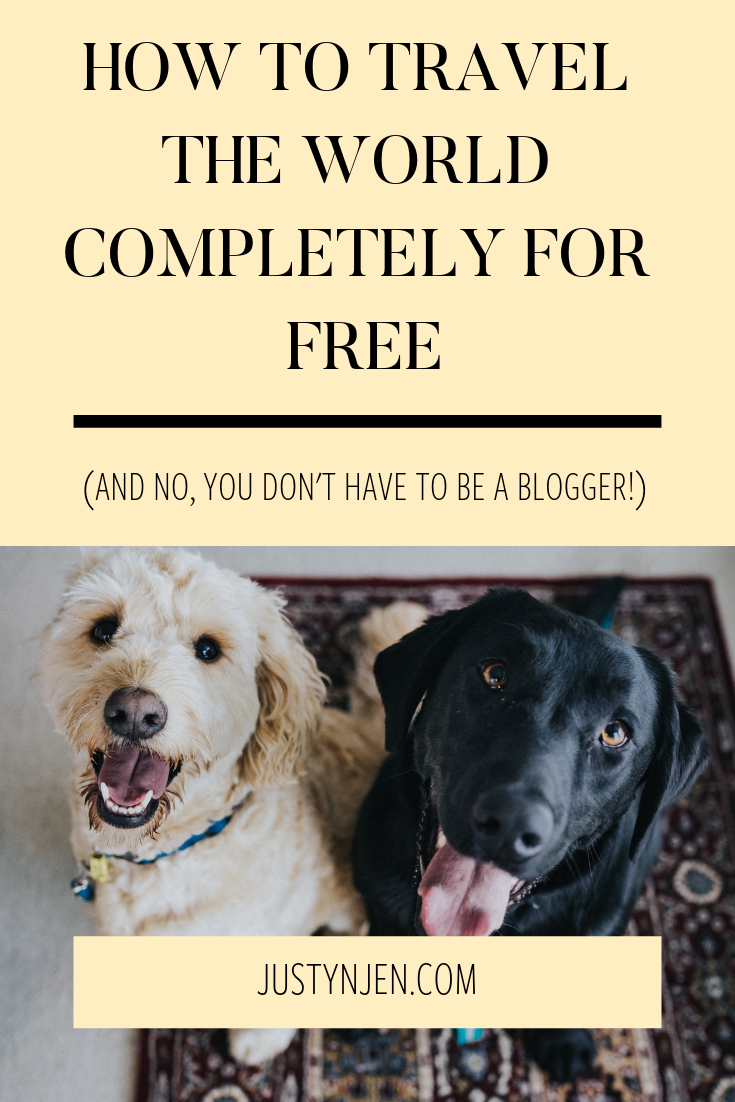 HOW TO TRAVEL
THE WORLD
COMPLETELY FOR
FREE
(AND NO, YOU DON'T HAVE TO BE A BLOGGER!)
JUSTYNJEN.COM